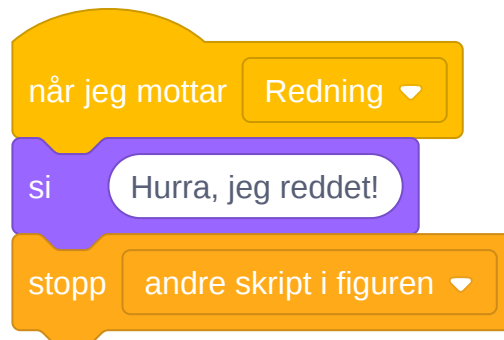 når jeg mottar Redning
si Hurra, jeg reddet!
stopp andre skript i figuren